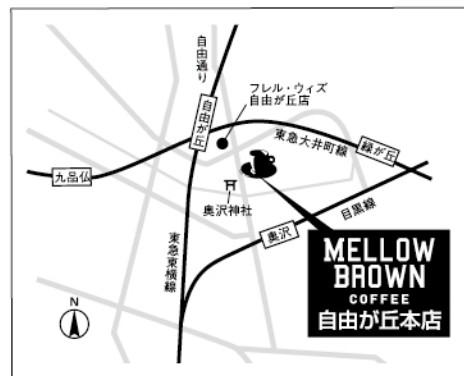 自由通り
フレル・ウィズ
自由が丘店
自由が丘
東急大井町線
緑が丘
九品仏
奥沢神社
目黒線
奥沢
東急東横線
MELLOW
BROWN
COFFEE
自由が丘本店
N